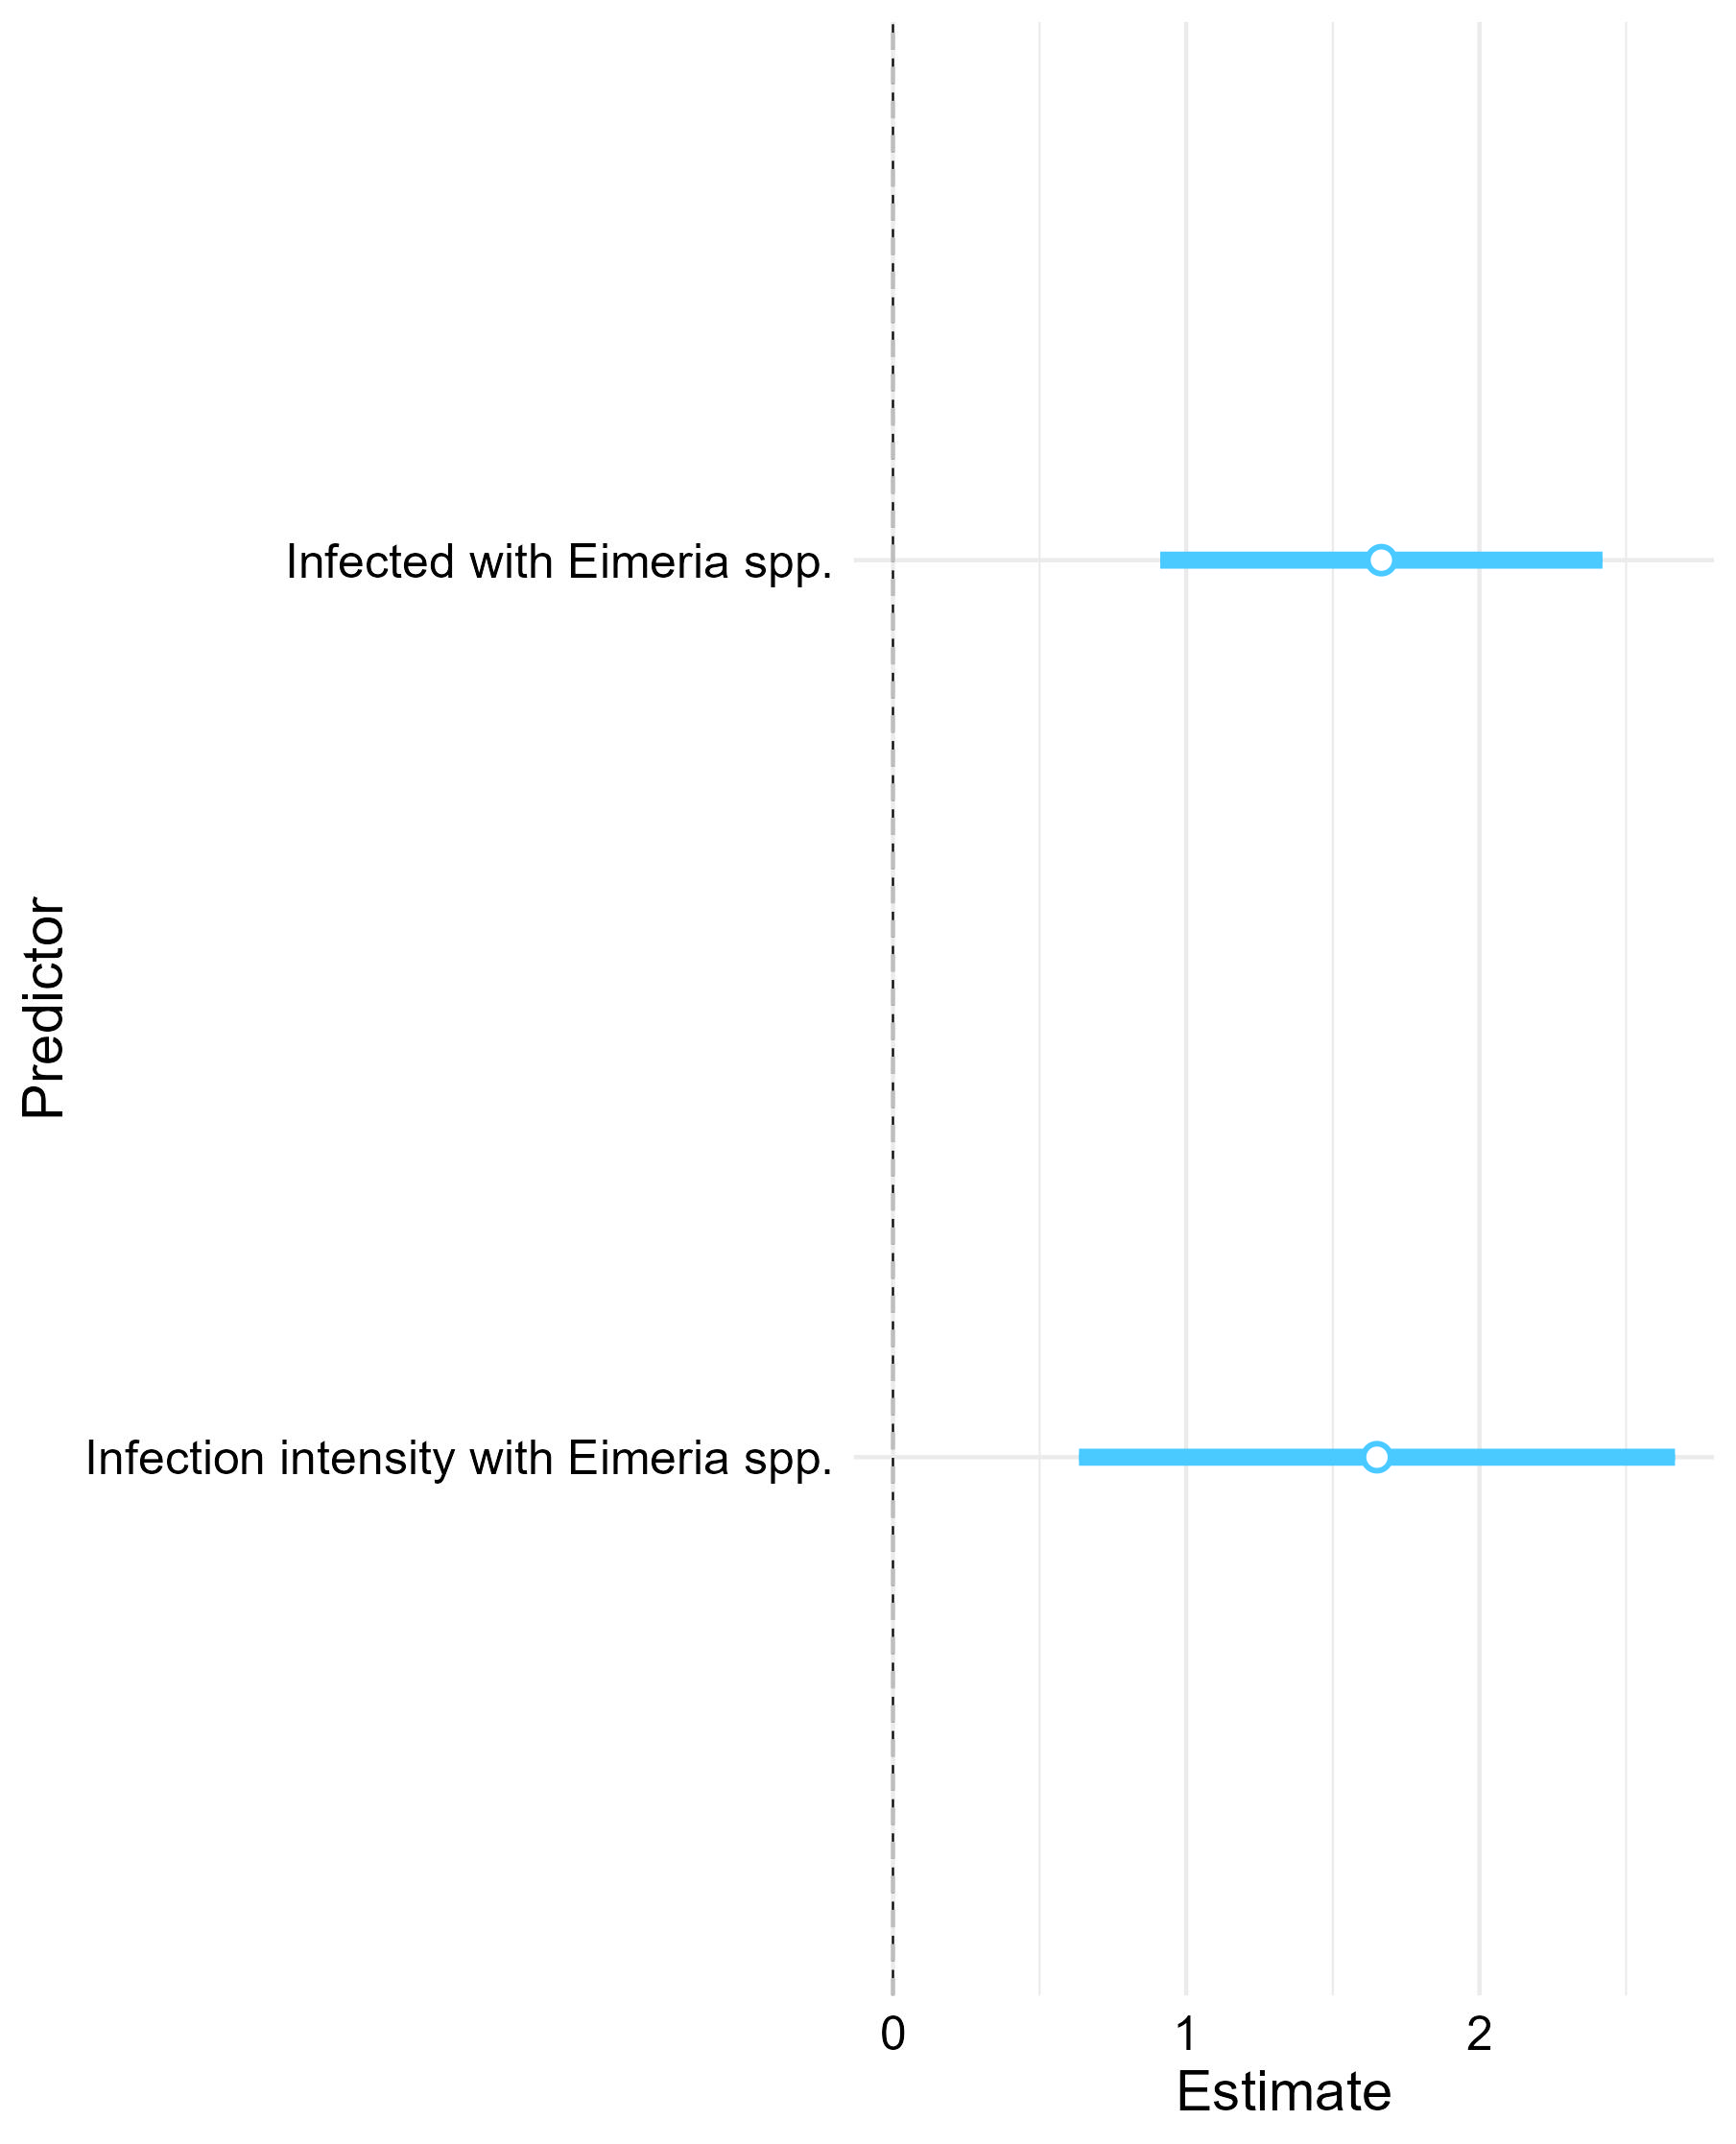 Predictor
Infected with Eimeria spp.
Infection intensity with Eimeria spp.
0 1 2
Estimate